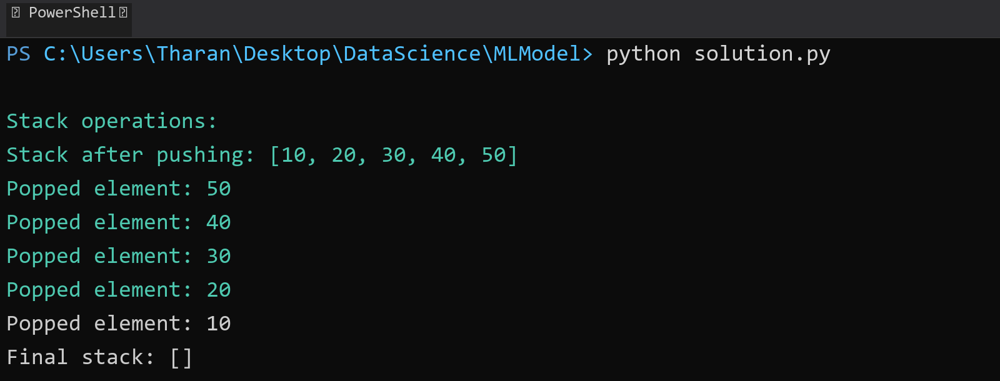 PowerShell
PS C:\Users\Tharan\Desktop\DataScience\MLModel> python solution.py
Stack operations:
Stack after pushing: [10, 20, 30, 40, 50]
Popped element: 50
Popped element: 40
Popped element: 30
Popped element: 20
Popped element: 10
Final stack: []